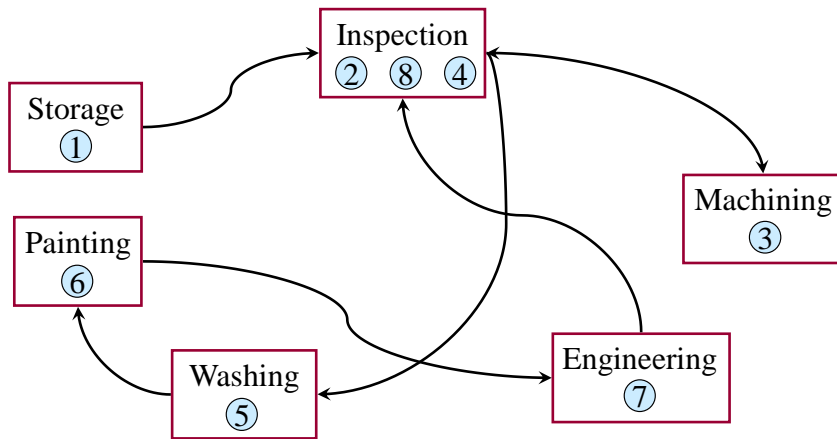 Inspection
2 8 4
Storage
1
Machining
3
Painting
6
Engineering
7
Washing
5